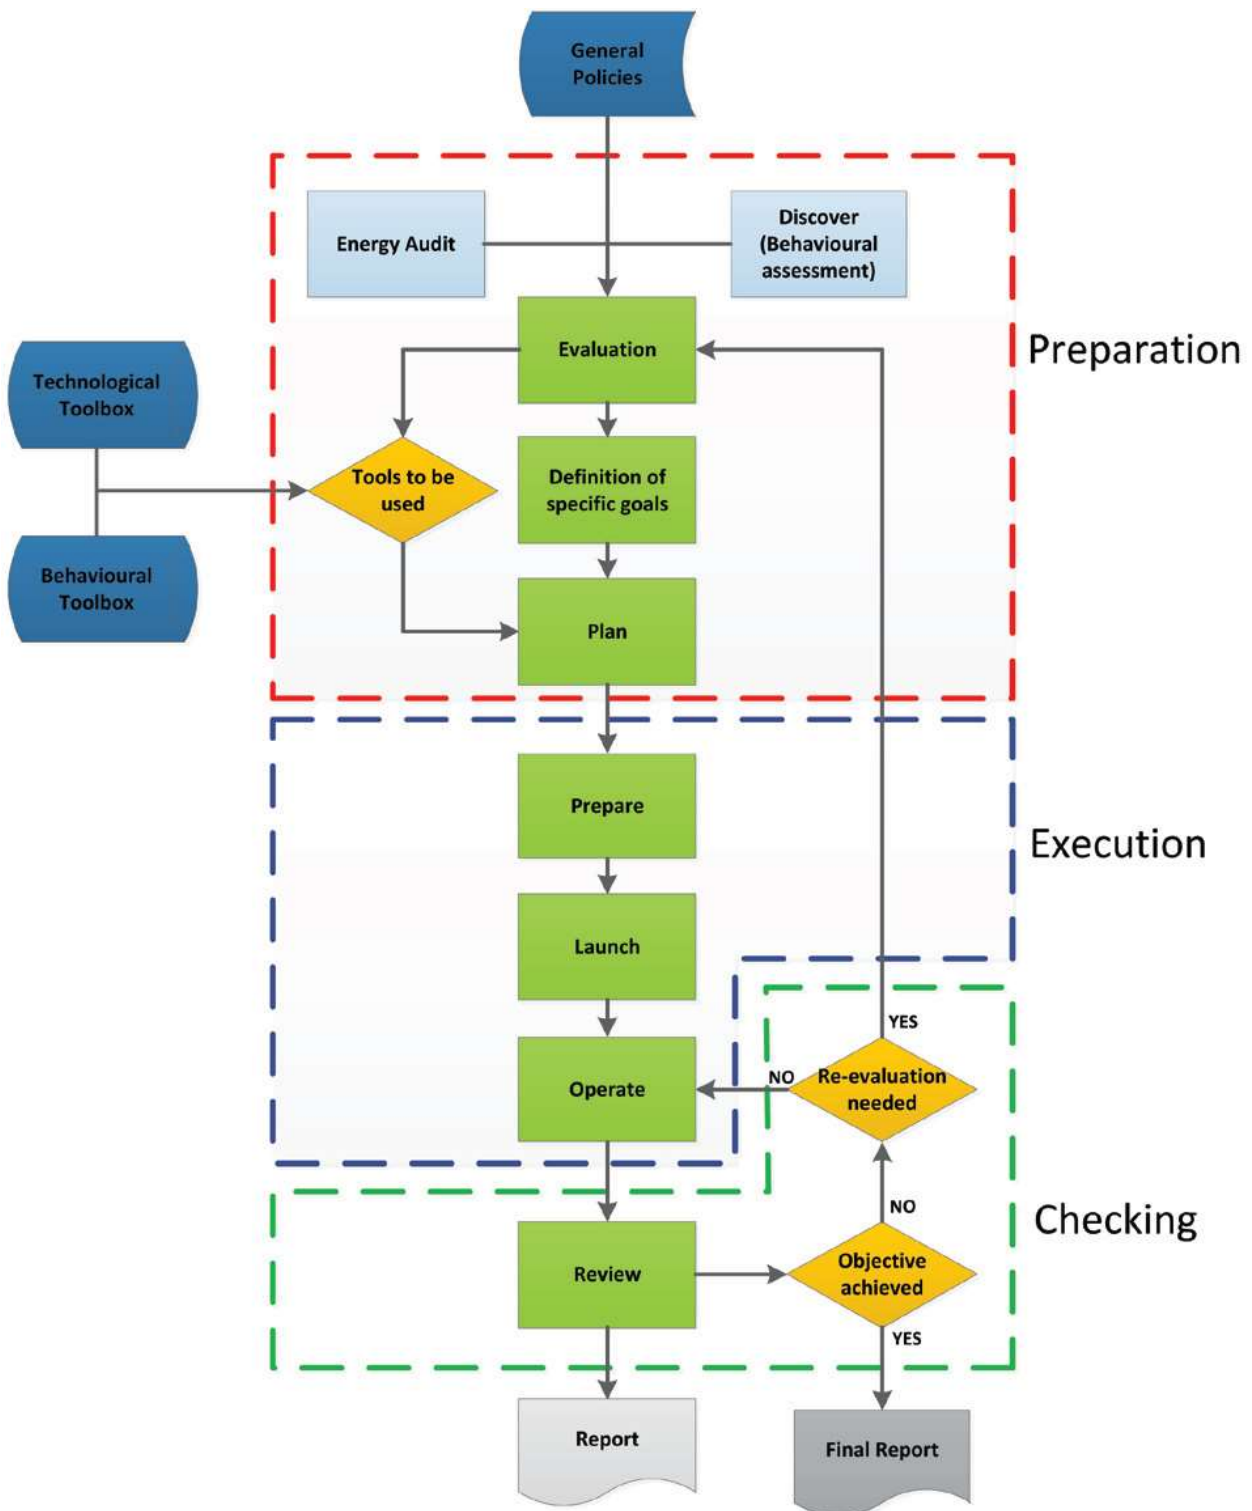 General
Policies
Energy Audit
Discover
(Behavioural
assessment)
Evaluation
Preparation
Technological
Toolbox
Tools to be
used
Definition of
specific goals
Behavioural
Toolbox
Plan
Prepare
Execution
Launch
YES
Operate
NO
Re-evaluation
needed
NO
Checking
Review
Objective
achieved
YES
Report
Final Report